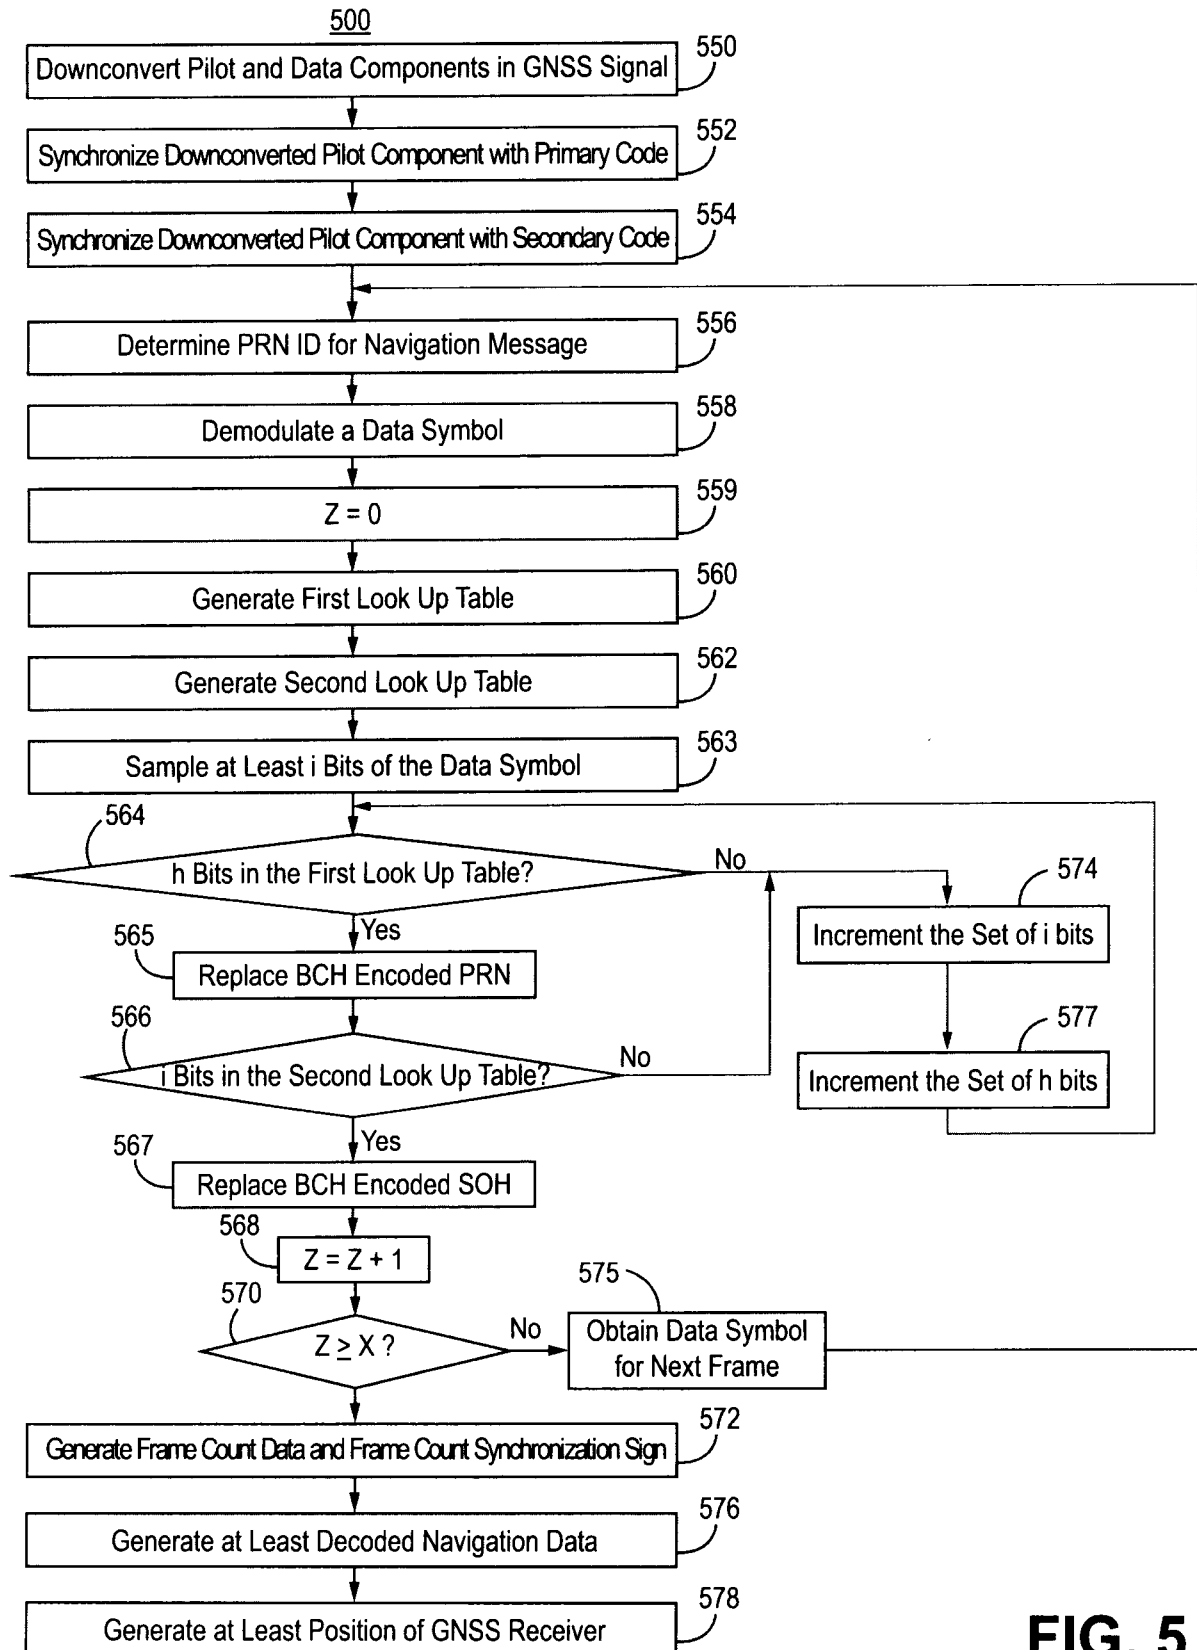 500
Downconvert Pilot and Data Components in GNSS Signal
550
Synchronize Downconverted Pilot Component with Primary Code
552
Synchronize Downconverted Pilot Component with Secondary Code
554
Determine PRN ID for Navigation Message
556
Demodulate a Data Symbol
558
Z = 0
559
Generate First Look Up Table
560
Generate Second Look Up Table
562
Sample at Least i Bits of the Data Symbol
563
564
h Bits in the First Look Up Table?
No
574
Increment the Set of i bits
Yes
565
Replace BCH Encoded PRN
566
i Bits in the Second Look Up Table?
No
577
Increment the Set of h bits
Yes
567
Replace BCH Encoded SOH
568
Z = Z + 1
570
Z ≥ X ?
No
575
Obtain Data Symbol
for Next Frame
Generate Frame Count Data and Frame Count Synchronization Sign
572
Generate at Least Decoded Navigation Data
576
Generate at Least Position of GNSS Receiver
578
FIG. 5